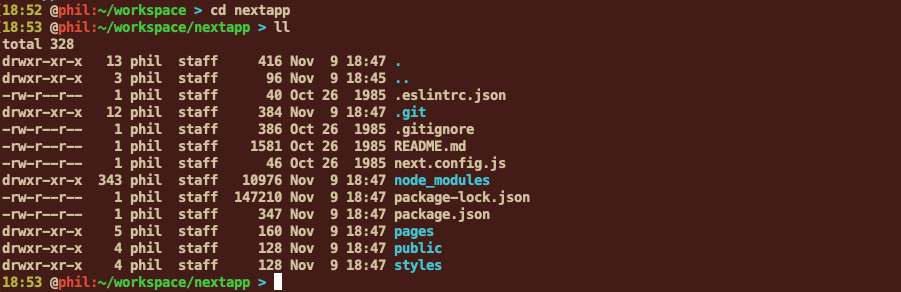 18:52 @phil:~/workspace > cd nextapp
18:53 @phil:~/workspace/nextapp > ll
total 328
drwxr-xr-x   13 phil  staff     416 Nov  9 18:47 .
drwxr-xr-x    3 phil  staff      96 Nov  9 18:45 ..
-rw-r--r--    1 phil  staff      40 Oct 26  1985 .eslintrc.json
drwxr-xr-x   12 phil  staff     384 Nov  9 18:47 .git
-rw-r--r--    1 phil  staff     386 Oct 26  1985 .gitignore
-rw-r--r--    1 phil  staff    1581 Oct 26  1985 README.md
-rw-r--r--    1 phil  staff      46 Oct 26  1985 next.config.js
drwxr-xr-x  343 phil  staff   10976 Nov  9 18:47 node_modules
-rw-r--r--    1 phil  staff  147210 Nov  9 18:47 package-lock.json
-rw-r--r--    1 phil  staff     347 Nov  9 18:47 package.json
drwxr-xr-x    5 phil  staff     160 Nov  9 18:47 pages
drwxr-xr-x    4 phil  staff     128 Nov  9 18:47 public
drwxr-xr-x    4 phil  staff     128 Nov  9 18:47 styles
18:53 @phil:~/workspace/nextapp >